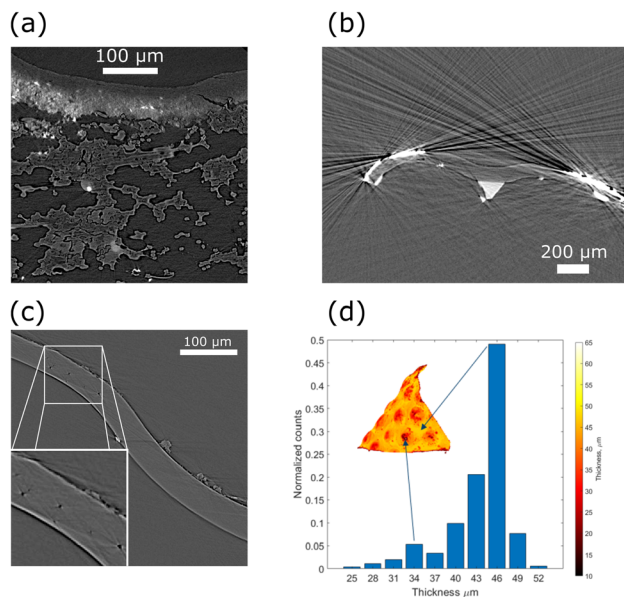 (a)
100 µm
(b)
200 µm
(c)
100 µm
(d)
Normalized counts
0.5
0.45
0.4
0.35
0.3
0.25
0.2
0.15
0.1
0.05
0
25 28 31 34 37 40 43 46 49 52
Thickness µm
65
60
55
50
45
40
35
30
25
20
15
10
Thickness, µm